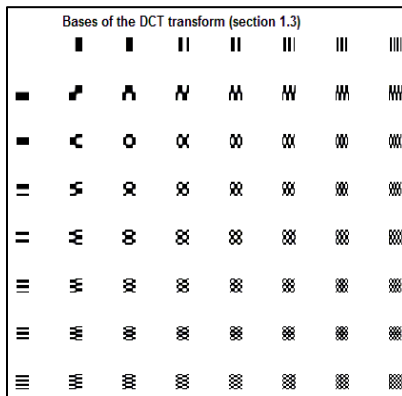 Bases of the DCT transform (section 1.3)